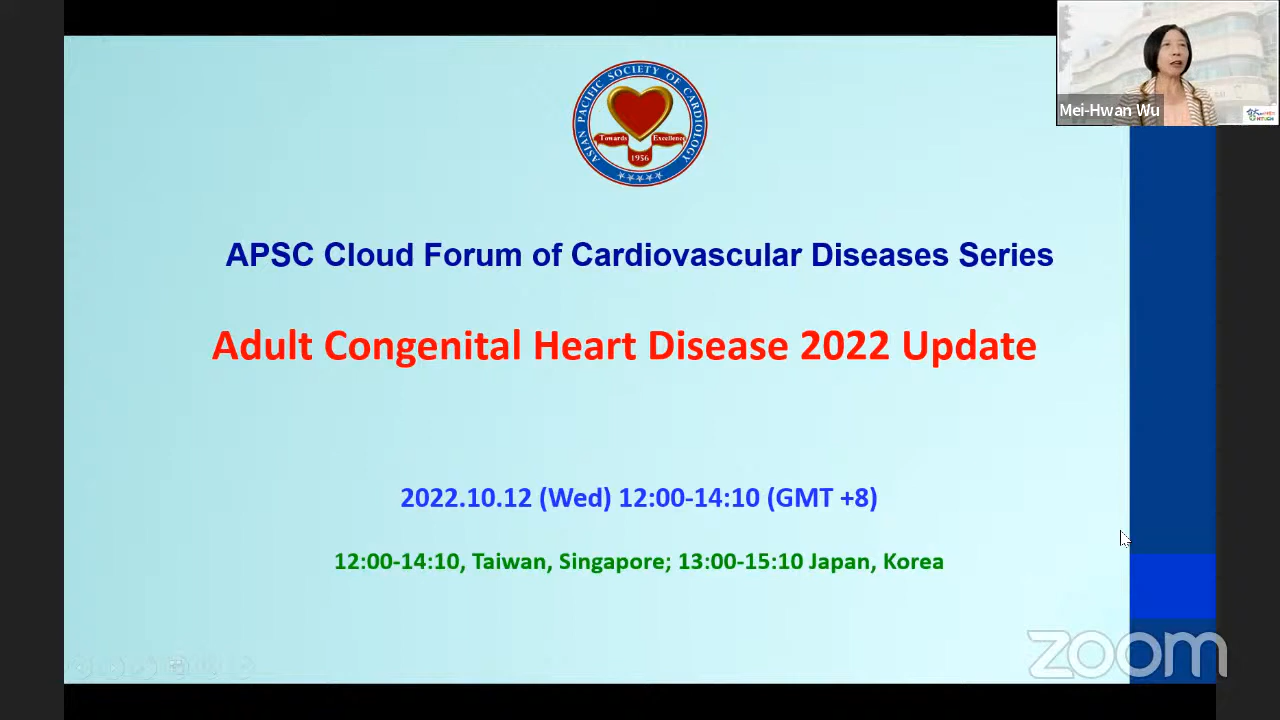 ASIAN PACIFIC SOCIETY OF CARDIOLOGY
Towards Excellence
1956
Mei-Hwan Wu
APSC Cloud Forum of Cardiovascular Diseases Series
Adult Congenital Heart Disease 2022 Update
2022.10.12 (Wed) 12:00-14:10 (GMT +8)
12:00-14:10, Taiwan, Singapore; 13:00-15:10 Japan, Korea
zoom